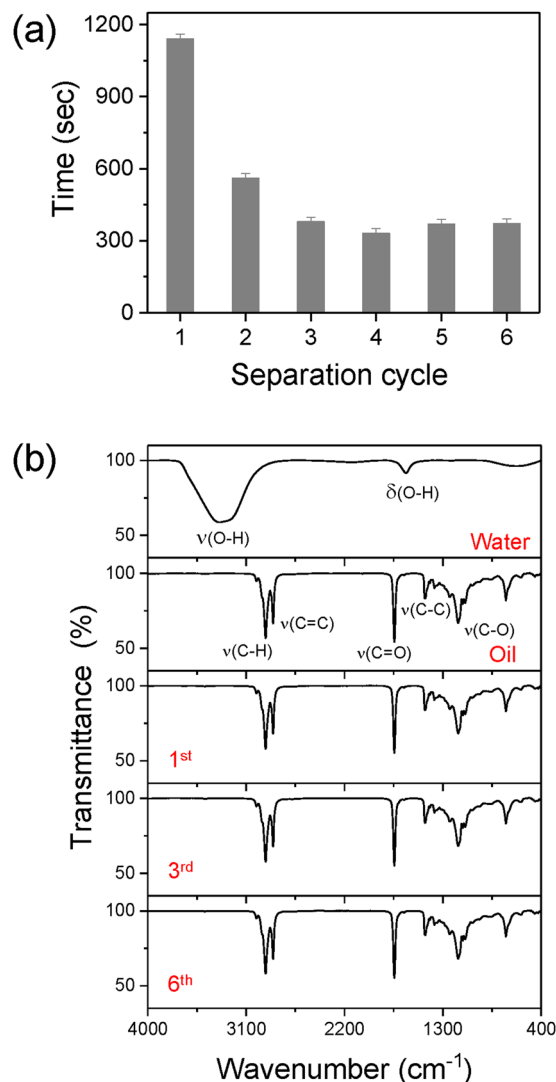 (a)
1200
900
600
300
0
Time (sec)
1 2 3 4 5 6
Separation cycle
(b)
100
50
ν(O-H)
δ(O-H)
Water
100
50
ν(C-H)
ν(C=C)
ν(C=O)
ν(C-C)
ν(C-O)
Oil
100
50
1st
100
50
3rd
100
50
6th
Transmittance (%)
4000 3100 2200 1300 400
Wavenumber (cm-1)